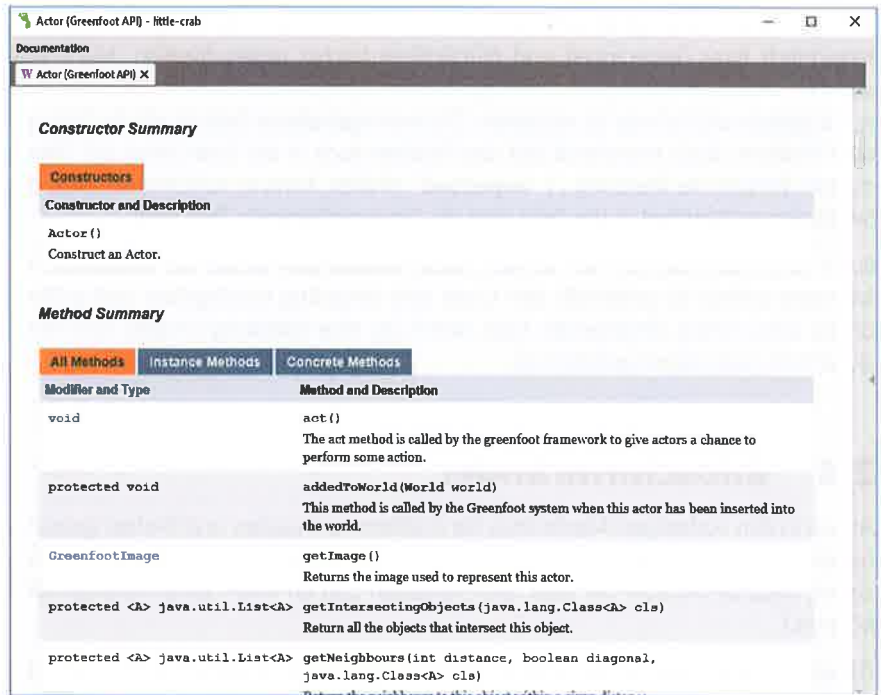 Actor (Greenfoot API) - little-crab
Documentation
W Actor (Greenfoot API) X
Constructor Summary
Constructors
Constructor and Description
Actor()
Construct an Actor.
Method Summary
All Methods Instance Methods Concrete Methods
Modifier and Type Method and Description
void act()
The act method is called by the greenfoot framework to give actors a chance to
perform some action.
protected void addedToWorld(World world)
This method is called by the Greenfoot system when this actor has been inserted into
the world.
GreenfootImage getImage()
Returns the image used to represent this actor.
protected <A> java.util.List<A> getIntersectingObjects(java.lang.Class<A> cls)
Return all the objects that intersect this object.
protected <A> java.util.List<A> getNeighbours(int distance, boolean diagonal,
java.lang.Class<A> cls)